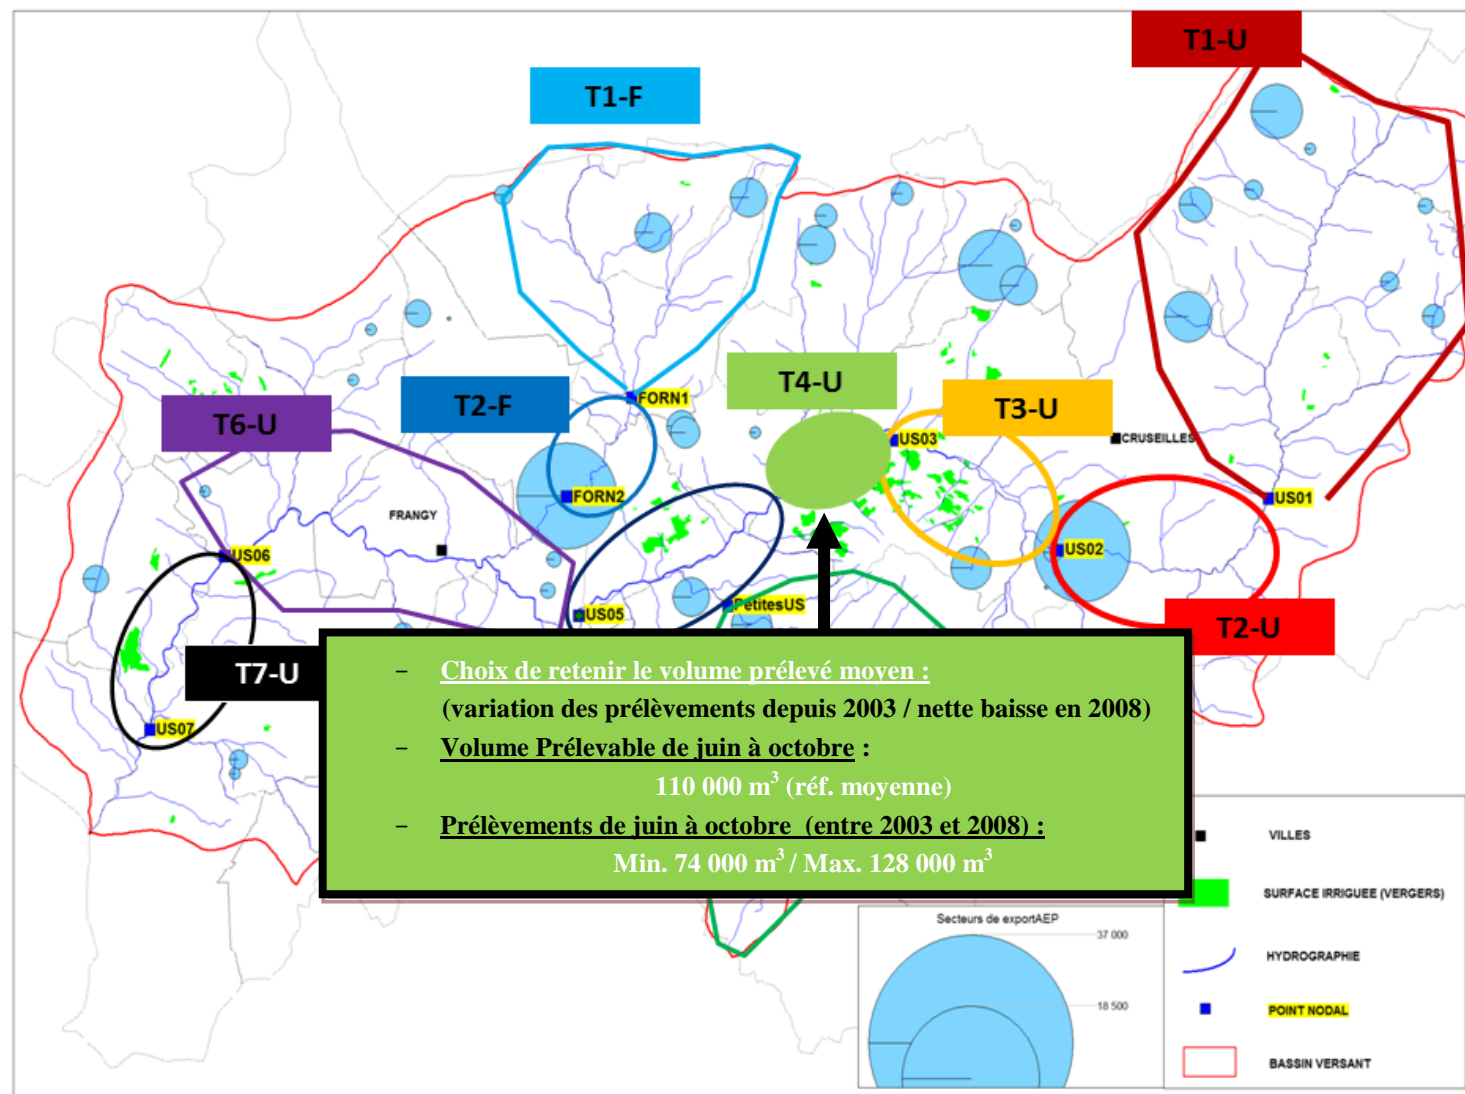 T1-U
T1-F
T4-U
T2-F
T3-U
T6-U
FORN1
US03
CRUSEILLES
FORN2
US01
FRANGY
US06
US02
PetitesUS
US05
T2-U
T7-U
US07
- Choix de retenir le volume prélevé moyen :
(variation des prélèvements depuis 2003 / nette baisse en 2008)
- Volume Prélevable de juin à octobre :
110 000 m³ (réf. moyenne)
- Prélèvements de juin à octobre (entre 2003 et 2008) :
Min. 74 000 m³ / Max. 128 000 m³
Secteurs de exportAEP
37 000
18 500
VILLES
SURFACE IRRIGUEE (VERGERS)
HYDROGRAPHIE
POINT NODAL
BASSIN VERSANT